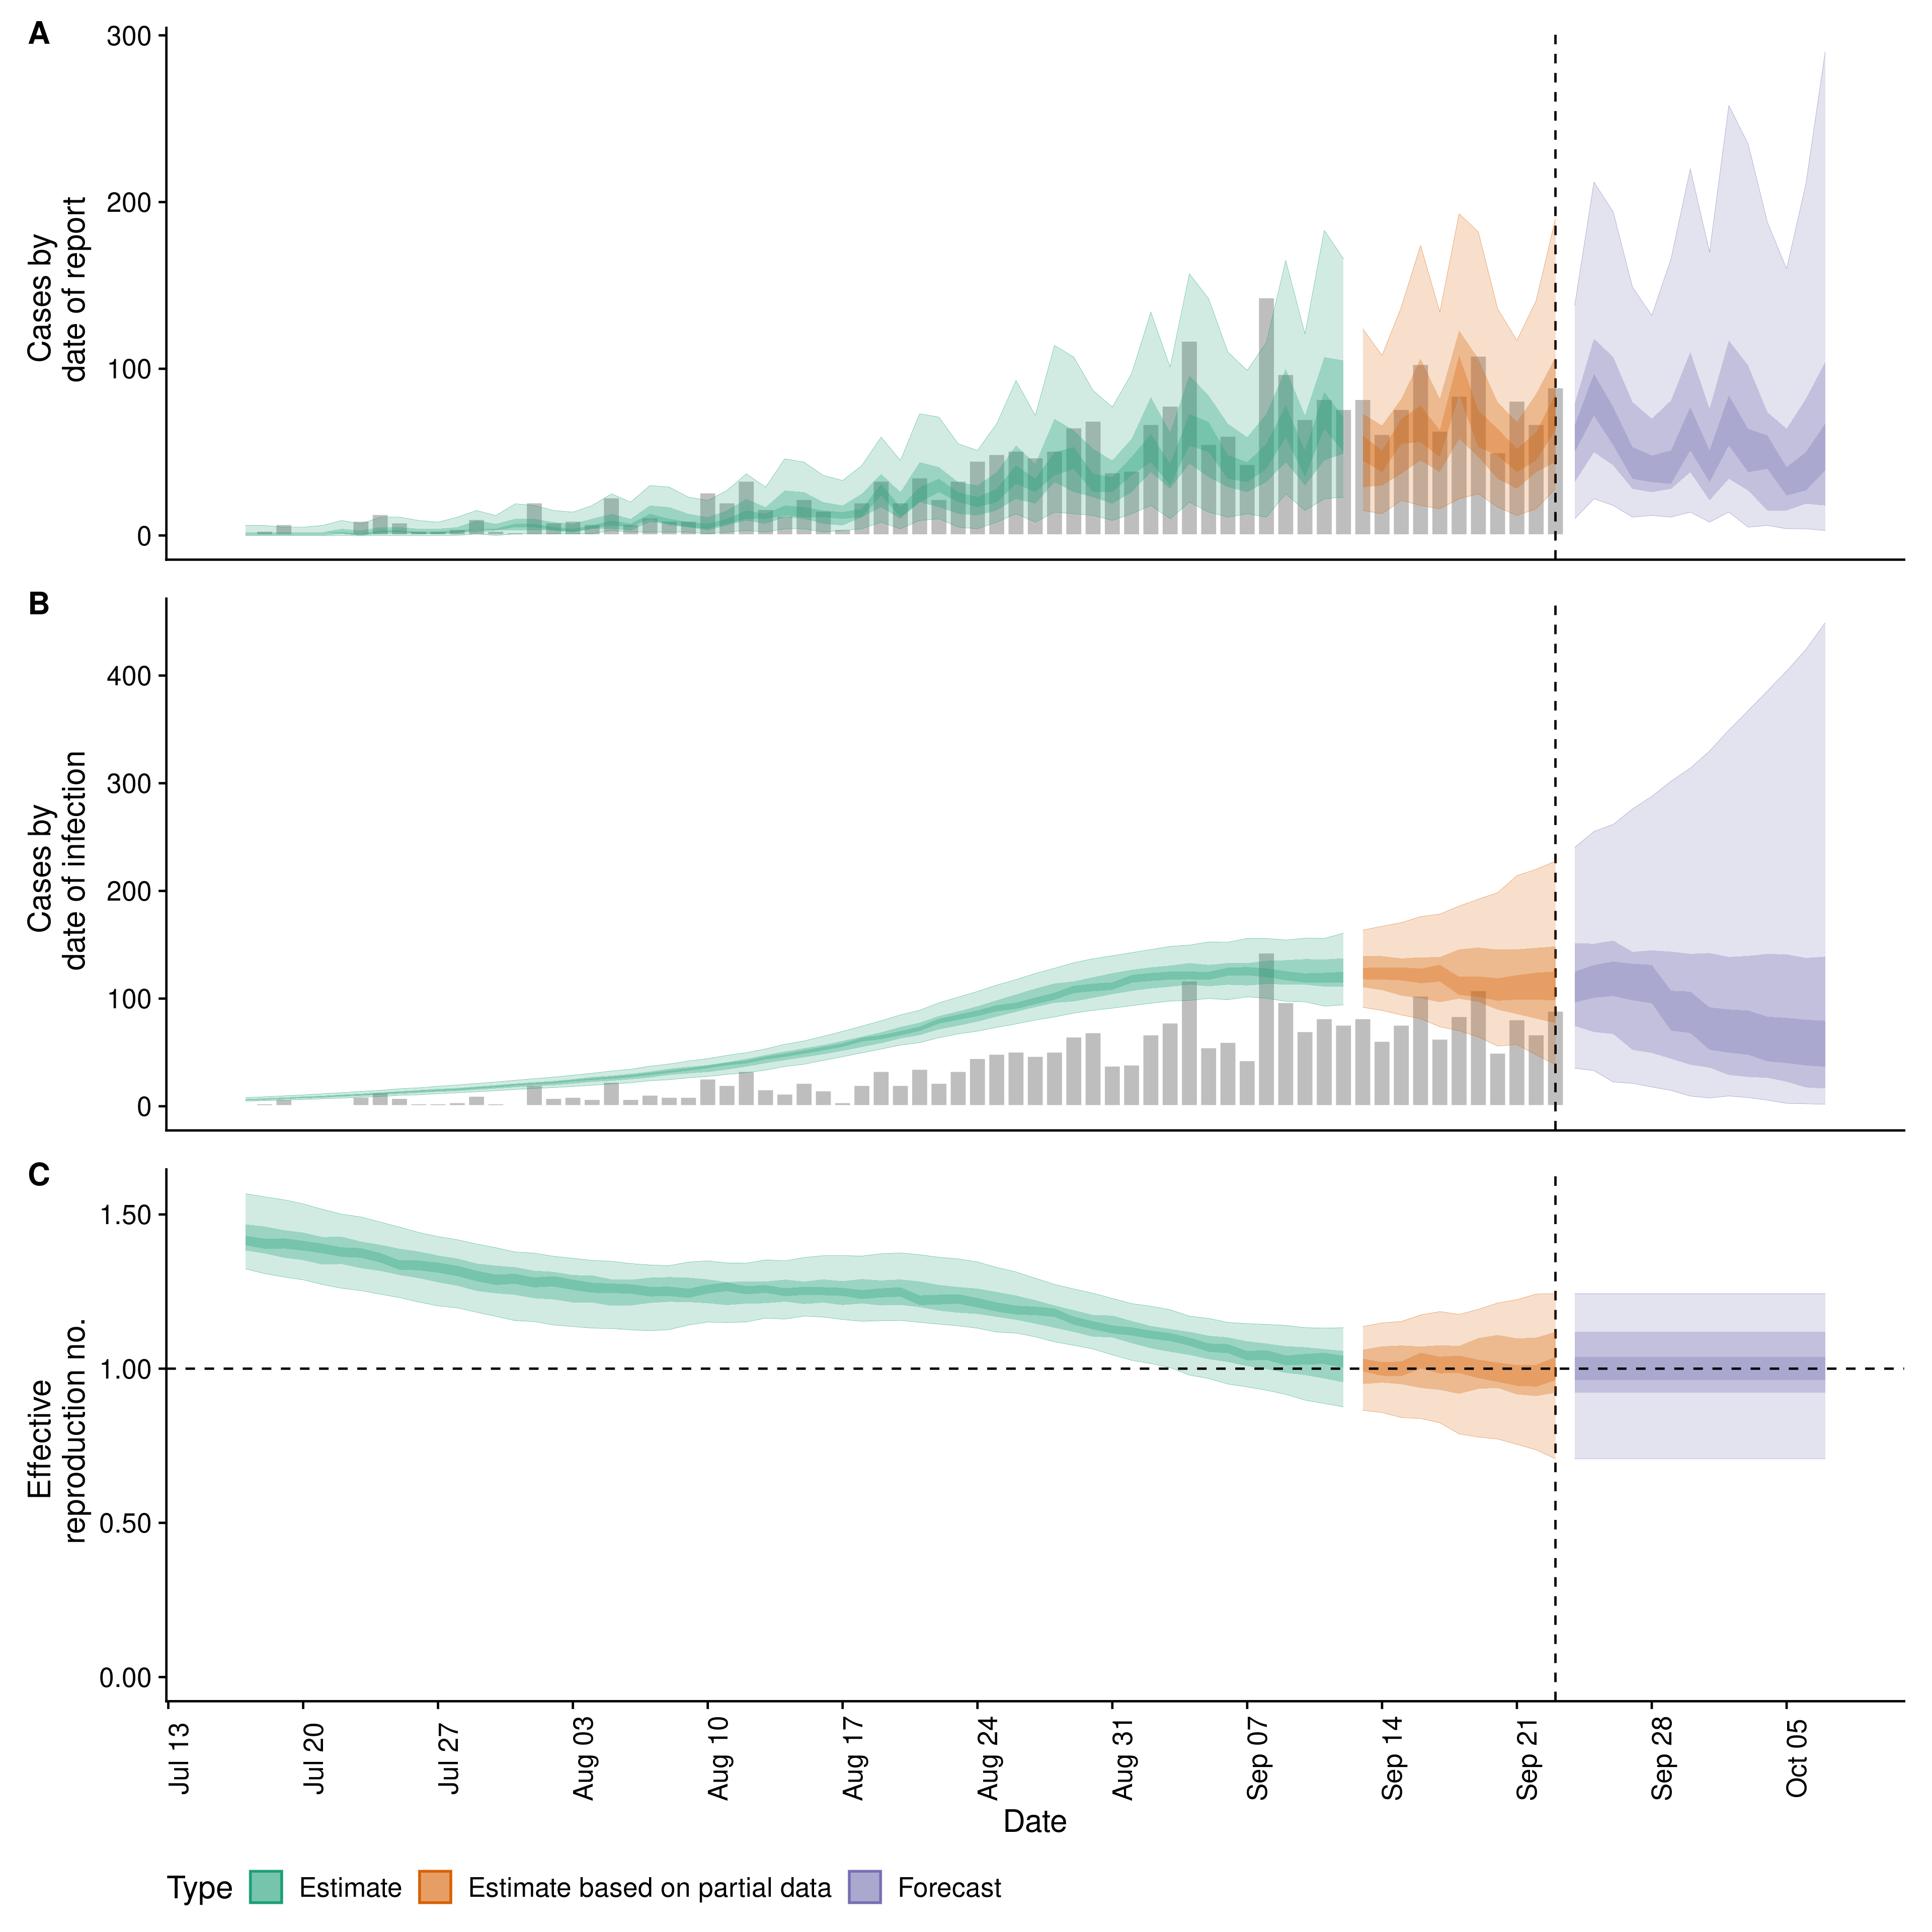 A
300
200
100
0
Cases by
date of report
B
400
300
200
100
0
Cases by
date of infection
C
1.50
1.00
0.50
0.00
Effective
reproduction no.
Jul 13
Jul 20
Jul 27
Aug 03
Aug 10
Aug 17
Aug 24
Aug 31
Sep 07
Sep 14
Sep 21
Sep 28
Oct 05
Date
Type Estimate Estimate based on partial data Forecast